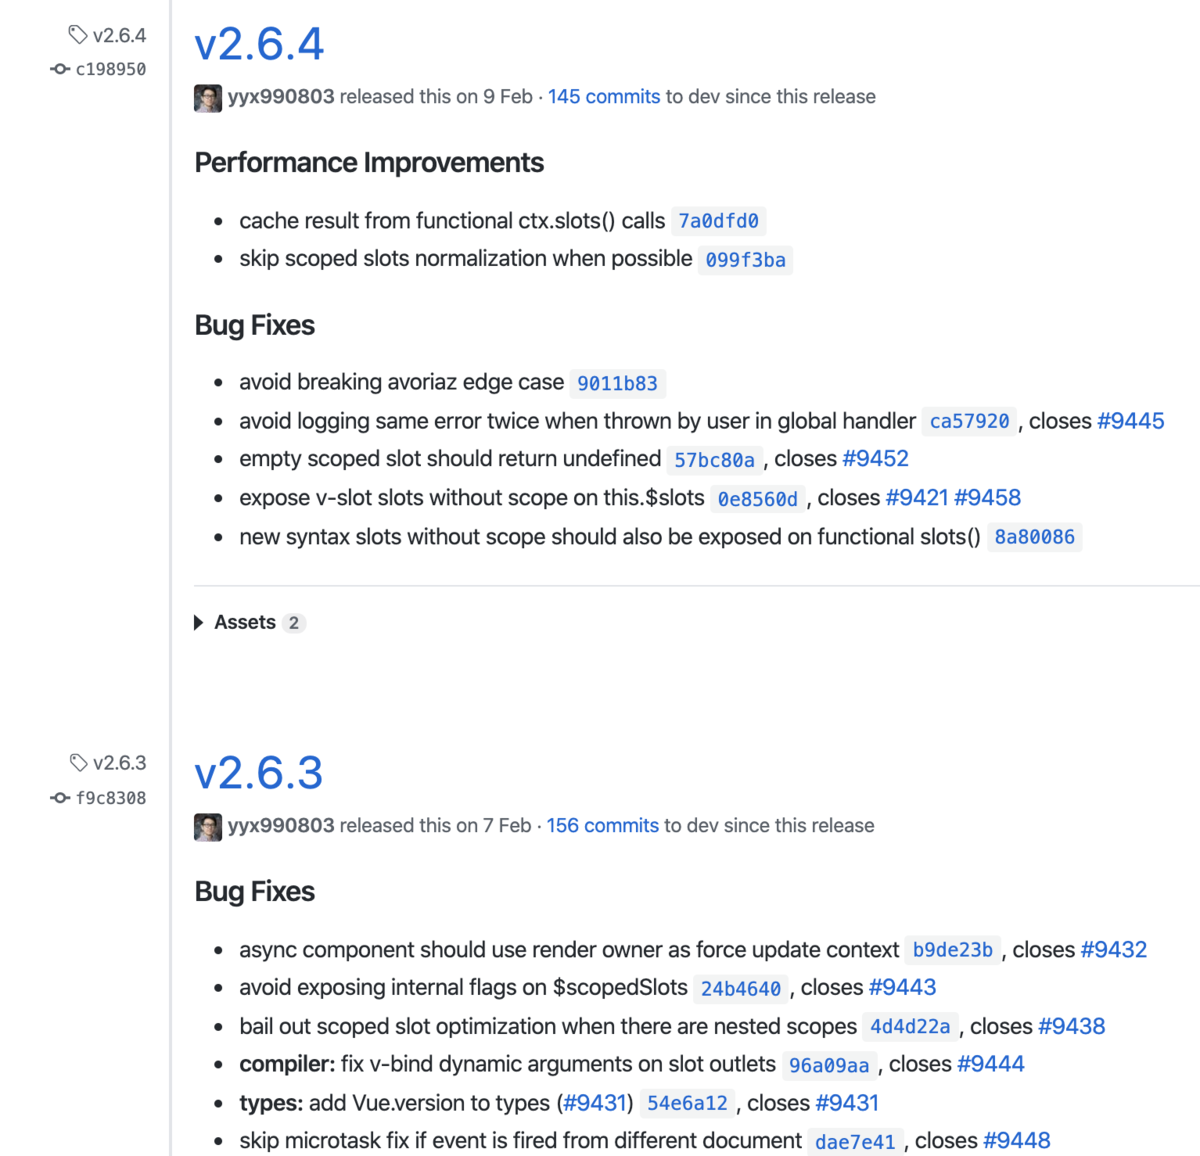 v2.6.4
c198950
v2.6.4
yyx990803 released this on 9 Feb · 145 commits to dev since this release
Performance Improvements
• cache result from functional ctx.slots() calls 7a0dfd0
• skip scoped slots normalization when possible 099f3ba
Bug Fixes
• avoid breaking avoriaz edge case 9011b83
• avoid logging same error twice when thrown by user in global handler ca57920 , closes #9445
• empty scoped slot should return undefined 57bc80a , closes #9452
• expose v-slot slots without scope on this.$slots 0e8560d , closes #9421 #9458
• new syntax slots without scope should also be exposed on functional slots() 8a80086
Assets 2
v2.6.3
f9c8308
v2.6.3
yyx990803 released this on 7 Feb · 156 commits to dev since this release
Bug Fixes
• async component should use render owner as force update context b9de23b , closes #9432
• avoid exposing internal flags on $scopedSlots 24b4640 , closes #9443
• bail out scoped slot optimization when there are nested scopes 4d4d22a , closes #9438
• compiler: fix v-bind dynamic arguments on slot outlets 96a09aa , closes #9444
• types: add Vue.version to types (#9431) 54e6a12 , closes #9431
• skip microtask fix if event is fired from different document dae7e41 , closes #9448